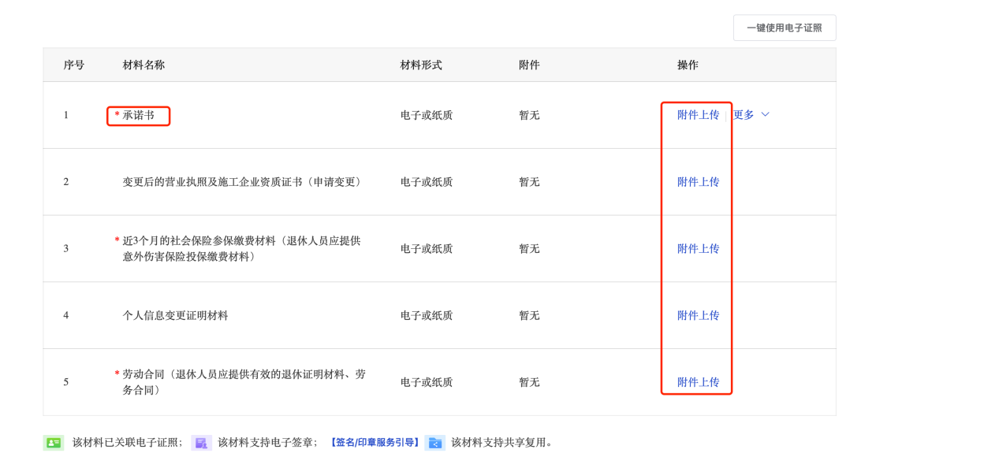 一键使用电子证照
序号 材料名称 材料形式 附件 操作
1 * 承诺书 电子或纸质 暂无 附件上传 | 更多
2 变更后的营业执照及施工企业资质证书（申请变更） 电子或纸质 暂无 附件上传
3 * 近3个月的社会保险参保缴费材料（退休人员应提供
意外伤害保险投保缴费材料） 电子或纸质 暂无 附件上传
4 个人信息变更证明材料 电子或纸质 暂无 附件上传
5 * 劳动合同（退休人员应提供有效的退休证明材料、劳
务合同） 电子或纸质 暂无 附件上传
该材料已关联电子证照； 该材料支持电子签章； 【签名/印章服务引导】 该材料支持共享复用。